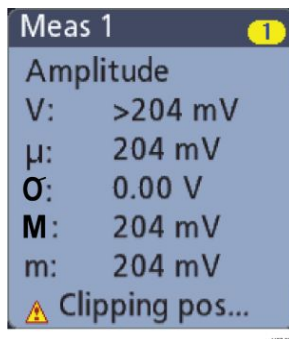 Meas 1 1
Amplitude
V: >204 mV
μ: 204 mV
σ: 0.00 V
M: 204 mV
m: 204 mV
Clipping pos...